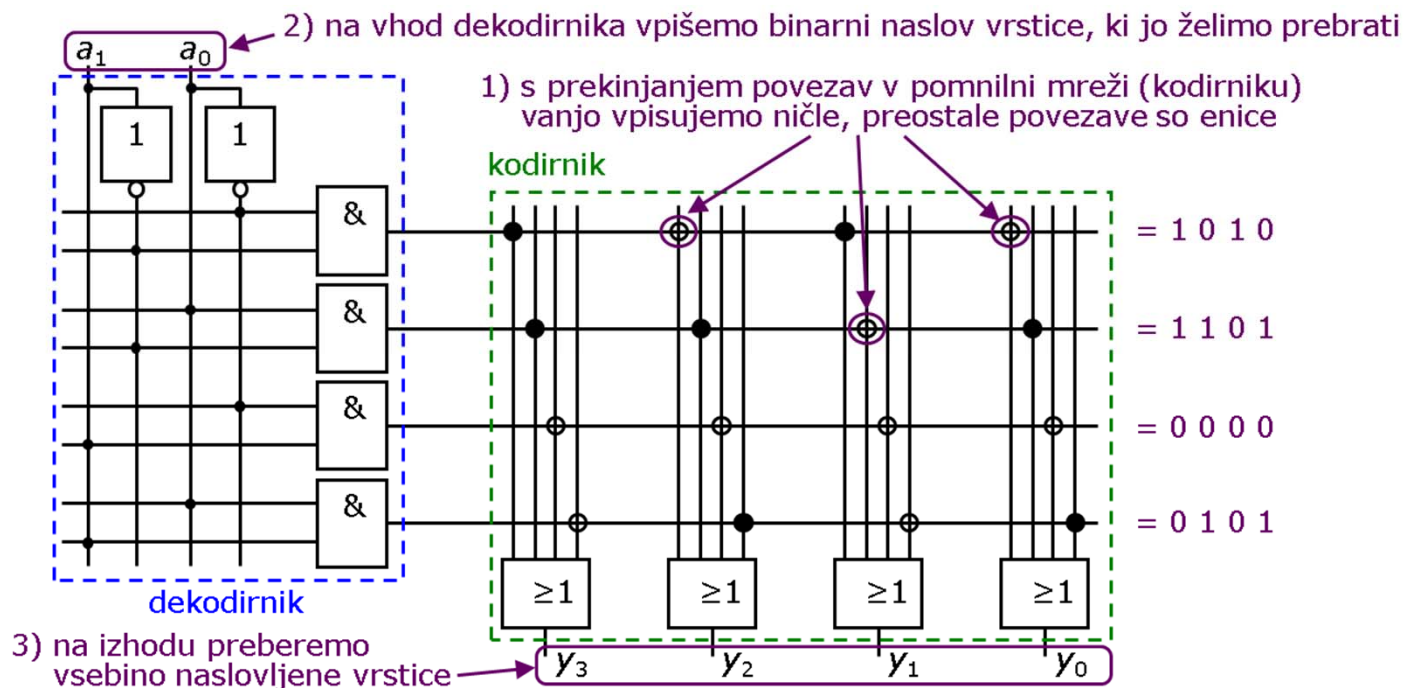 2) na vhod dekodirnika vpišemo binarni naslov vrstice, ki jo želimo prebrati
a1 a0
1) s prekinjanjem povezav v pomnilni mreži (kodirniku)
vanjo vpisujemo ničle, preostale povezave so enice
1 1
kodirnik
&
= 1 0 1 0
&
= 1 1 0 1
&
= 0 0 0 0
&
= 0 1 0 1
≥1 ≥1 ≥1 ≥1
dekodirnik
3) na izhodu preberemo
vsebino naslovljene vrstice
y3 y2 y1 y0